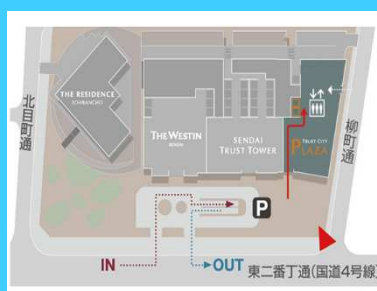 THE RESIDENCE
ICHIBANCHO
北目町通
THE WESTIN
SENDAI
SENDAI
TRUST TOWER
TRUST CITY
PLAZA
柳町通
P
IN
OUT
東二番丁通(国道4号線)